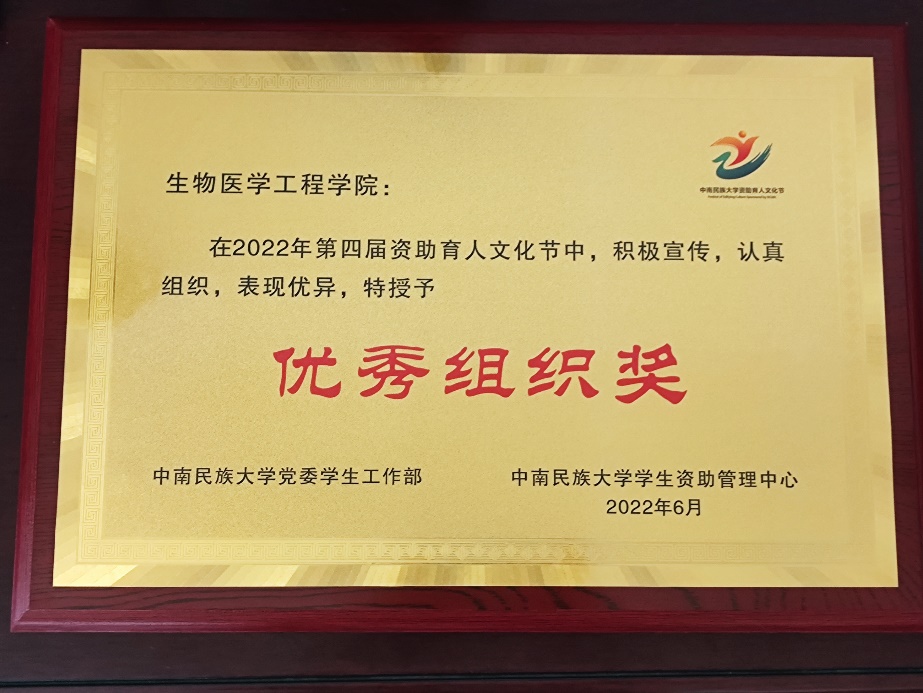 中南民族大学资助育人文化节
生物医学工程学院：
在2022年第四届资助育人文化节中，积极宣传，认真
组织，表现优异，特授予
优秀组织奖
中南民族大学党委学生工作部
中南民族大学学生资助管理中心
2022年6月